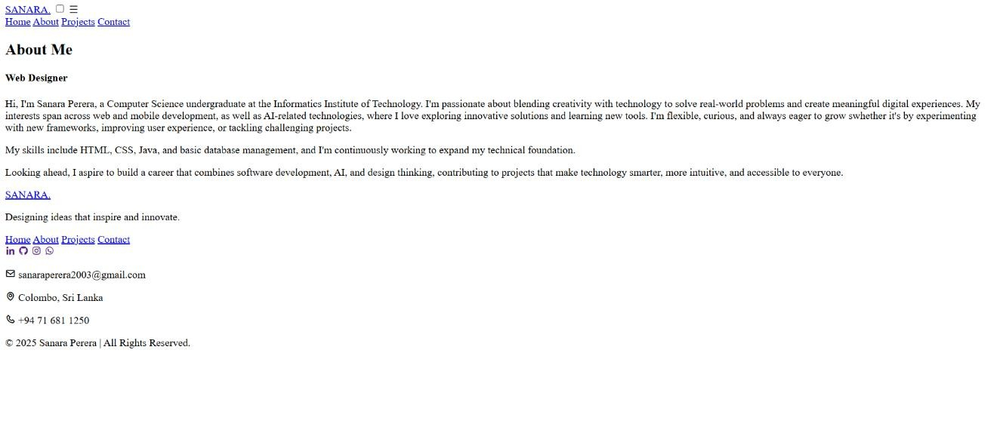 SANARA. ☰
Home About Projects Contact
About Me
Web Designer
Hi, I'm Sanara Perera, a Computer Science undergraduate at the Informatics Institute of Technology. I'm passionate about blending creativity with technology to solve real-world problems and create meaningful digital experiences. My
interests span across web and mobile development, as well as AI-related technologies, where I love exploring innovative solutions and learning new tools. I'm flexible, curious, and always eager to grow swhether it's by experimenting
with new frameworks, improving user experience, or tackling challenging projects.
My skills include HTML, CSS, Java, and basic database management, and I'm continuously working to expand my technical foundation.
Looking ahead, I aspire to build a career that combines software development, AI, and design thinking, contributing to projects that make technology smarter, more intuitive, and accessible to everyone.
SANARA.
Designing ideas that inspire and innovate.
Home About Projects Contact
in
sanaraperera2003@gmail.com
Colombo, Sri Lanka
+94 71 681 1250
© 2025 Sanara Perera | All Rights Reserved.